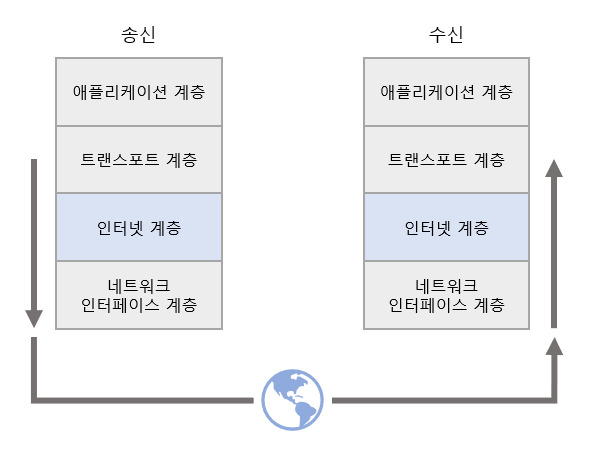 송신
수신
애플리케이션 계층
트랜스포트 계층
인터넷 계층
네트워크
인터페이스 계층
애플리케이션 계층
트랜스포트 계층
인터넷 계층
네트워크
인터페이스 계층